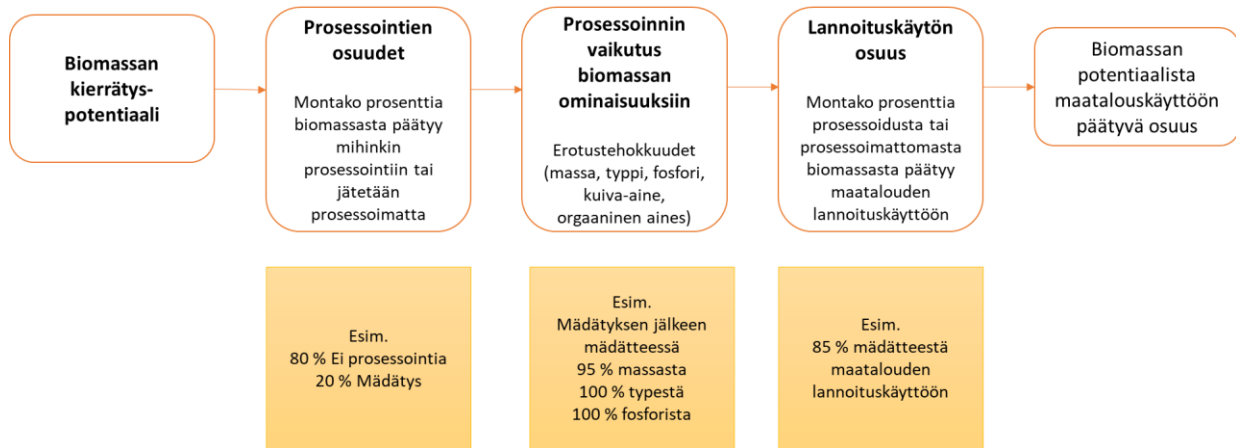 Biomassan
kierrätys-
potentiaali
Prosessointien
osuudet
Montako prosenttia
biomassasta päätyy
mihinkin
prosessointiin tai
jätetään
prosessoimatta
Prosessoinnin
vaikutus
biomassan
ominaisuuksiin
Erotustehokkuudet
(massa, typpi, fosfori,
kuiva-aine,
orgaaninen aines)
Lannoituskäytön
osuus
Montako prosenttia
prosessoidusta tai
prosessoimattomasta
biomassasta päätyy
maatalouden
lannoituskäyttöön
Biomassan
potentiaalista
maatalouskäyttöön
päätyvä osuus
Esim.
80 % Ei prosessointia
20 % Mädätys
Esim.
Mädätyksen jälkeen
mädätteessä
95 % massasta
100 % typestä
100 % fosforista
Esim.
85 % mädätteestä
maatalouden
lannoituskäyttöön